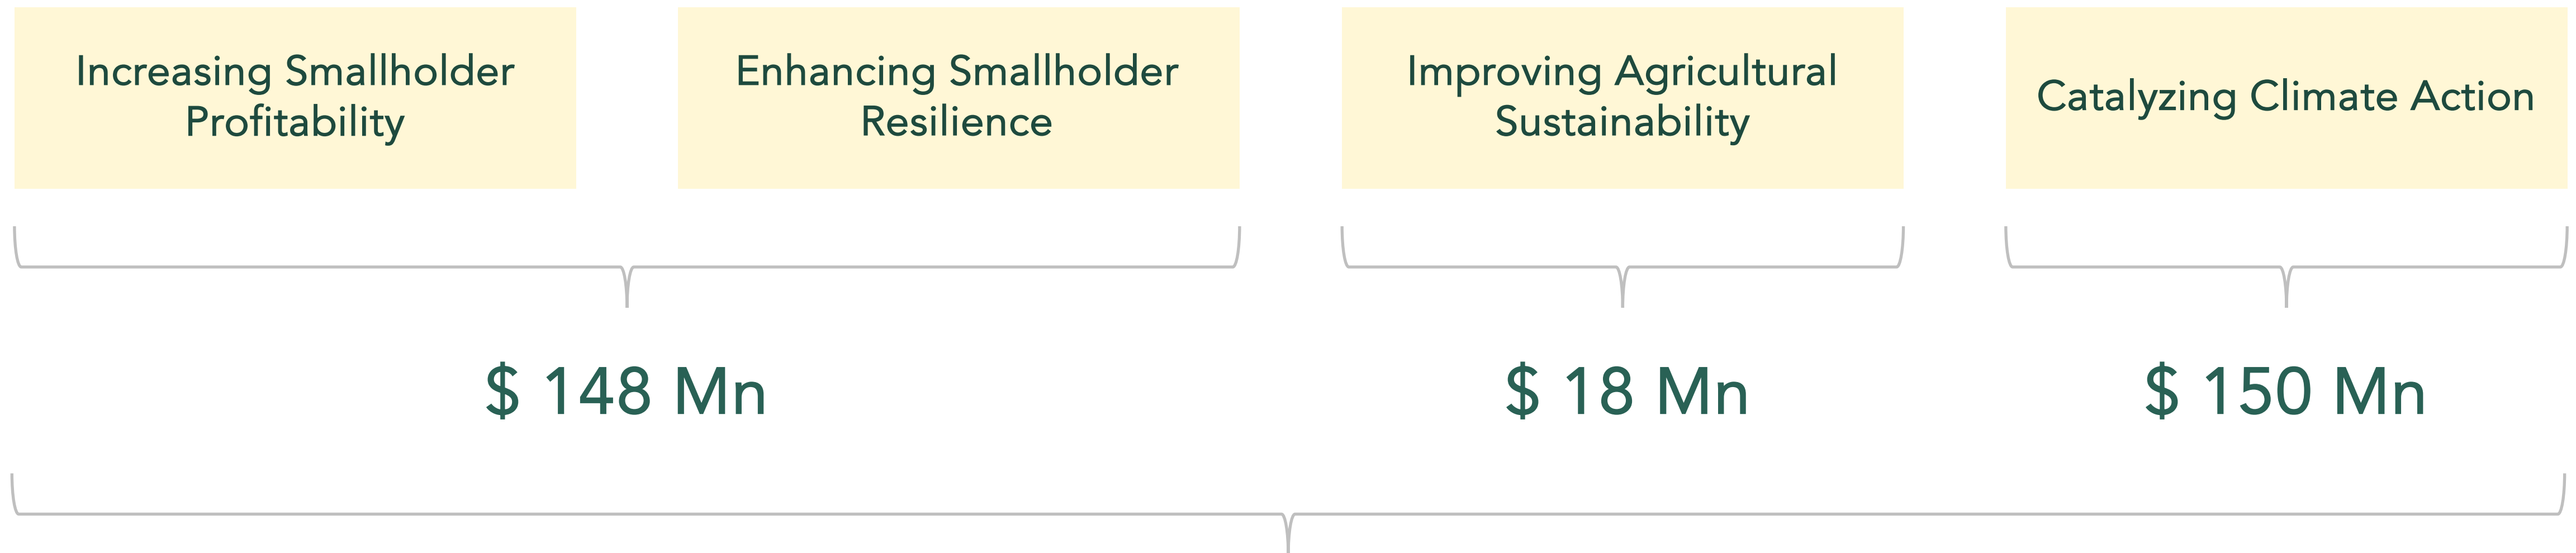 Increasing Smallholder
Profitability
Enhancing Smallholder
Resilience
Improving Agricultural
Sustainability
Catalyzing Climate Action
$ 148 Mn
$ 18 Mn
$ 150 Mn